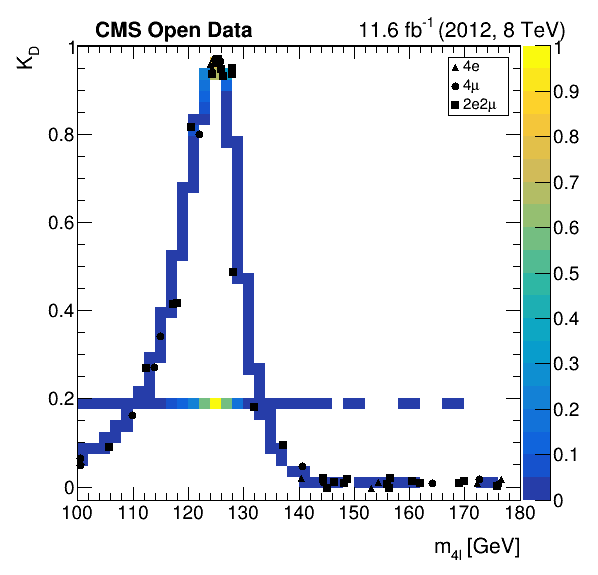 CMS Open Data 11.6 fb⁻¹ (2012, 8 TeV)
K_D
4e
4μ
2e2μ
1
0.8
0.6
0.4
0.2
0
1
0.9
0.8
0.7
0.6
0.5
0.4
0.3
0.2
0.1
0
100 110 120 130 140 150 160 170 180
m_4l [GeV]